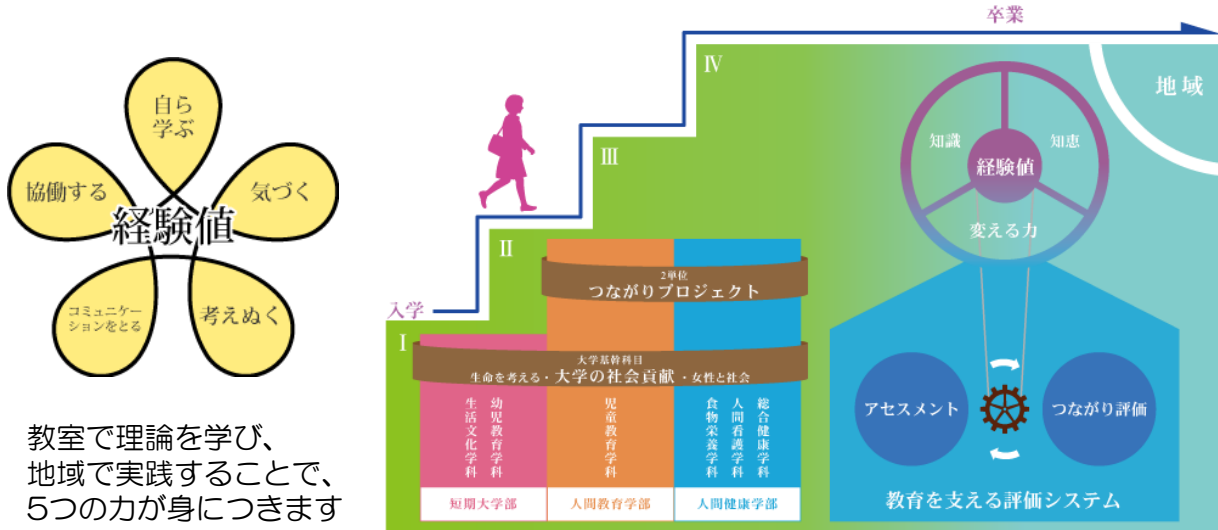 自ら
学ぶ
協働する
気づく
経験値
コミュニケー
ションをとる
考えぬく
教室で理論を学び、
地域で実践することで、
5つの力が身につきます
卒業
入学
I
II
III
IV
地域
知識
知恵
経験値
変える力
2単位
つながりプロジェクト
大学基幹科目
生命を考える・大学の社会貢献・女性と社会
幼児教育学科
生活文化学科
児童教育学科
総合健康学科
人間看護学科
食物栄養学科
短期大学部
人間教育学部
人間健康学部
アセスメント
つながり評価
教育を支える評価システム